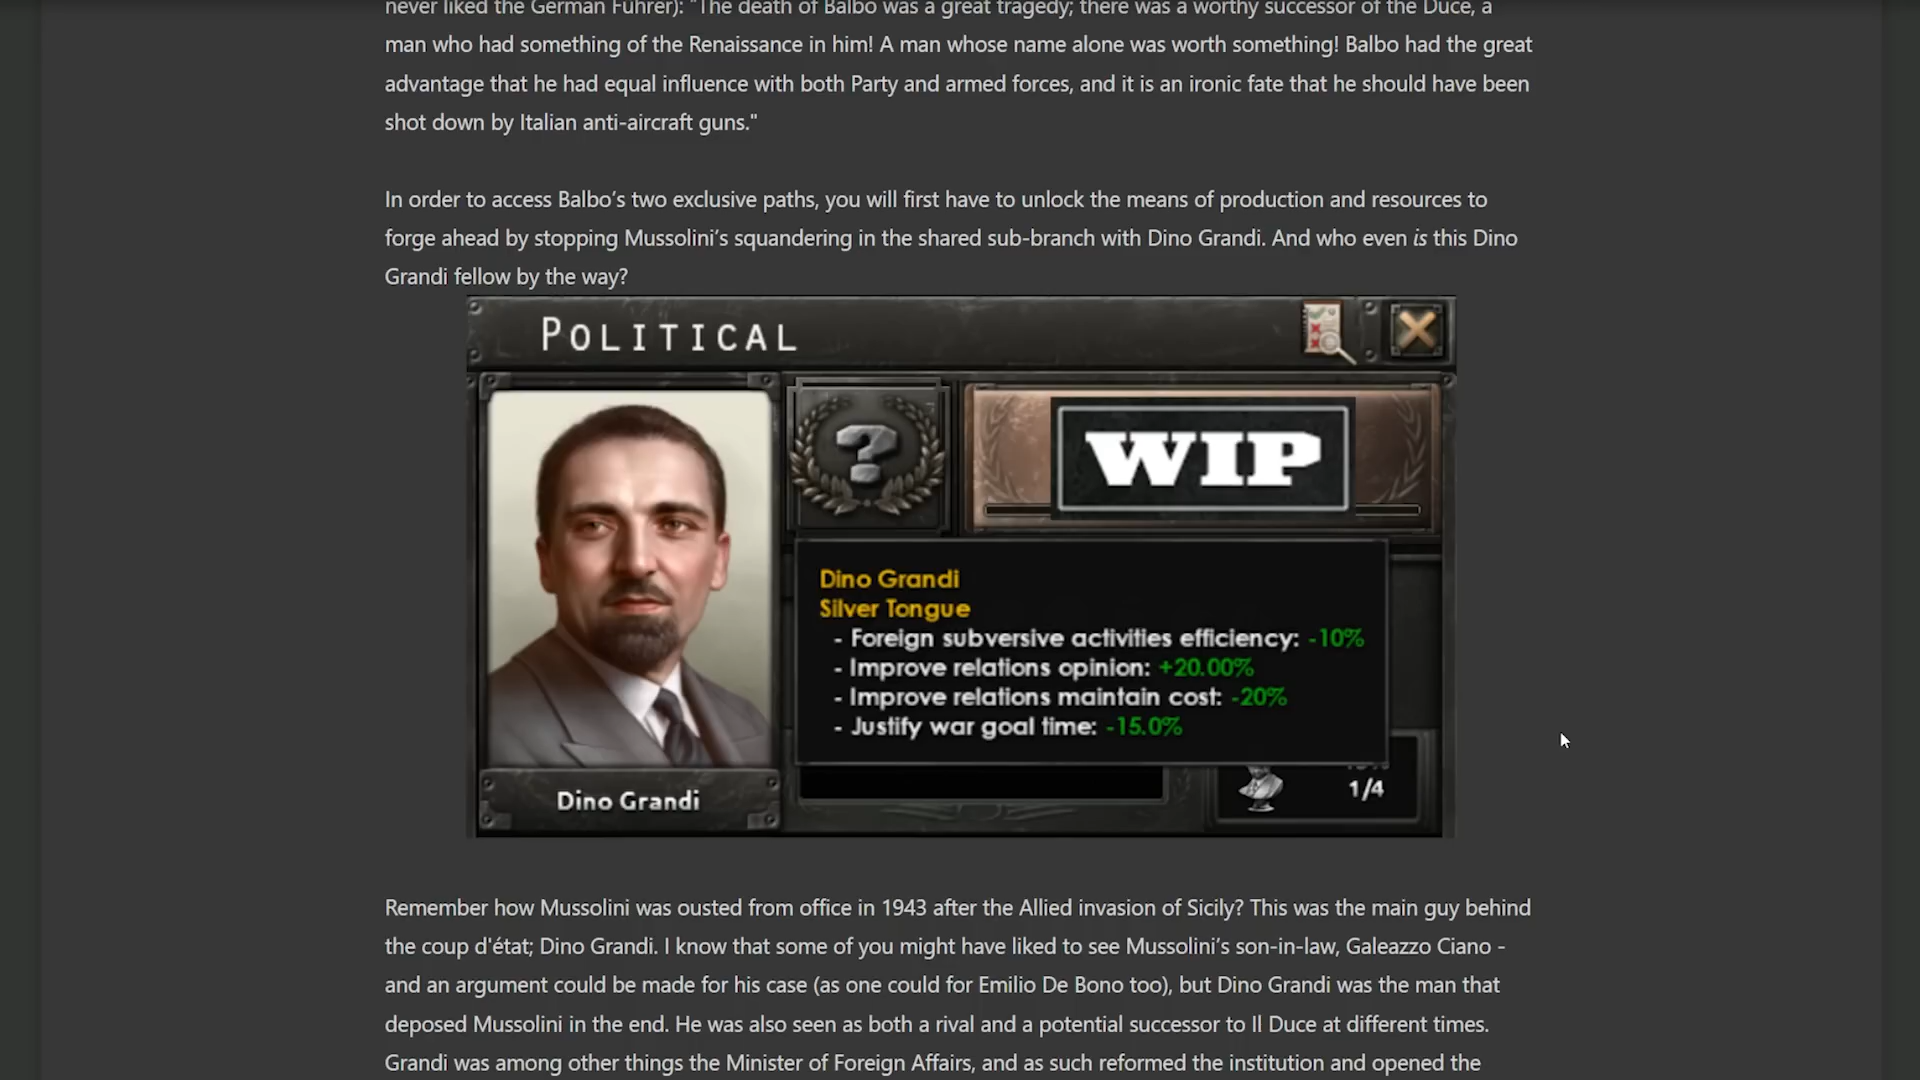 never liked the German Führer): "The death of Balbo was a great tragedy; there was a worthy successor of the Duce, a
man who had something of the Renaissance in him! A man whose name alone was worth something! Balbo had the great
advantage that he had equal influence with both Party and armed forces, and it is an ironic fate that he should have been
shot down by Italian anti-aircraft guns."
In order to access Balbo’s two exclusive paths, you will first have to unlock the means of production and resources to
forge ahead by stopping Mussolini’s squandering in the shared sub-branch with Dino Grandi. And who even is this Dino
Grandi fellow by the way?
POLITICAL
WIP
Dino Grandi
Silver Tongue
- Foreign subversive activities efficiency: -10%
- Improve relations opinion: +20.00%
- Improve relations maintain cost: -20%
- Justify war goal time: -15.0%
1/4
Dino Grandi
Remember how Mussolini was ousted from office in 1943 after the Allied invasion of Sicily? This was the main guy behind
the coup d'état; Dino Grandi. I know that some of you might have liked to see Mussolini’s son-in-law, Galeazzo Ciano -
and an argument could be made for his case (as one could for Emilio De Bono too), but Dino Grandi was the man that
deposed Mussolini in the end. He was also seen as both a rival and a potential successor to Il Duce at different times.
Grandi was among other things the Minister of Foreign Affairs, and as such reformed the institution and opened the